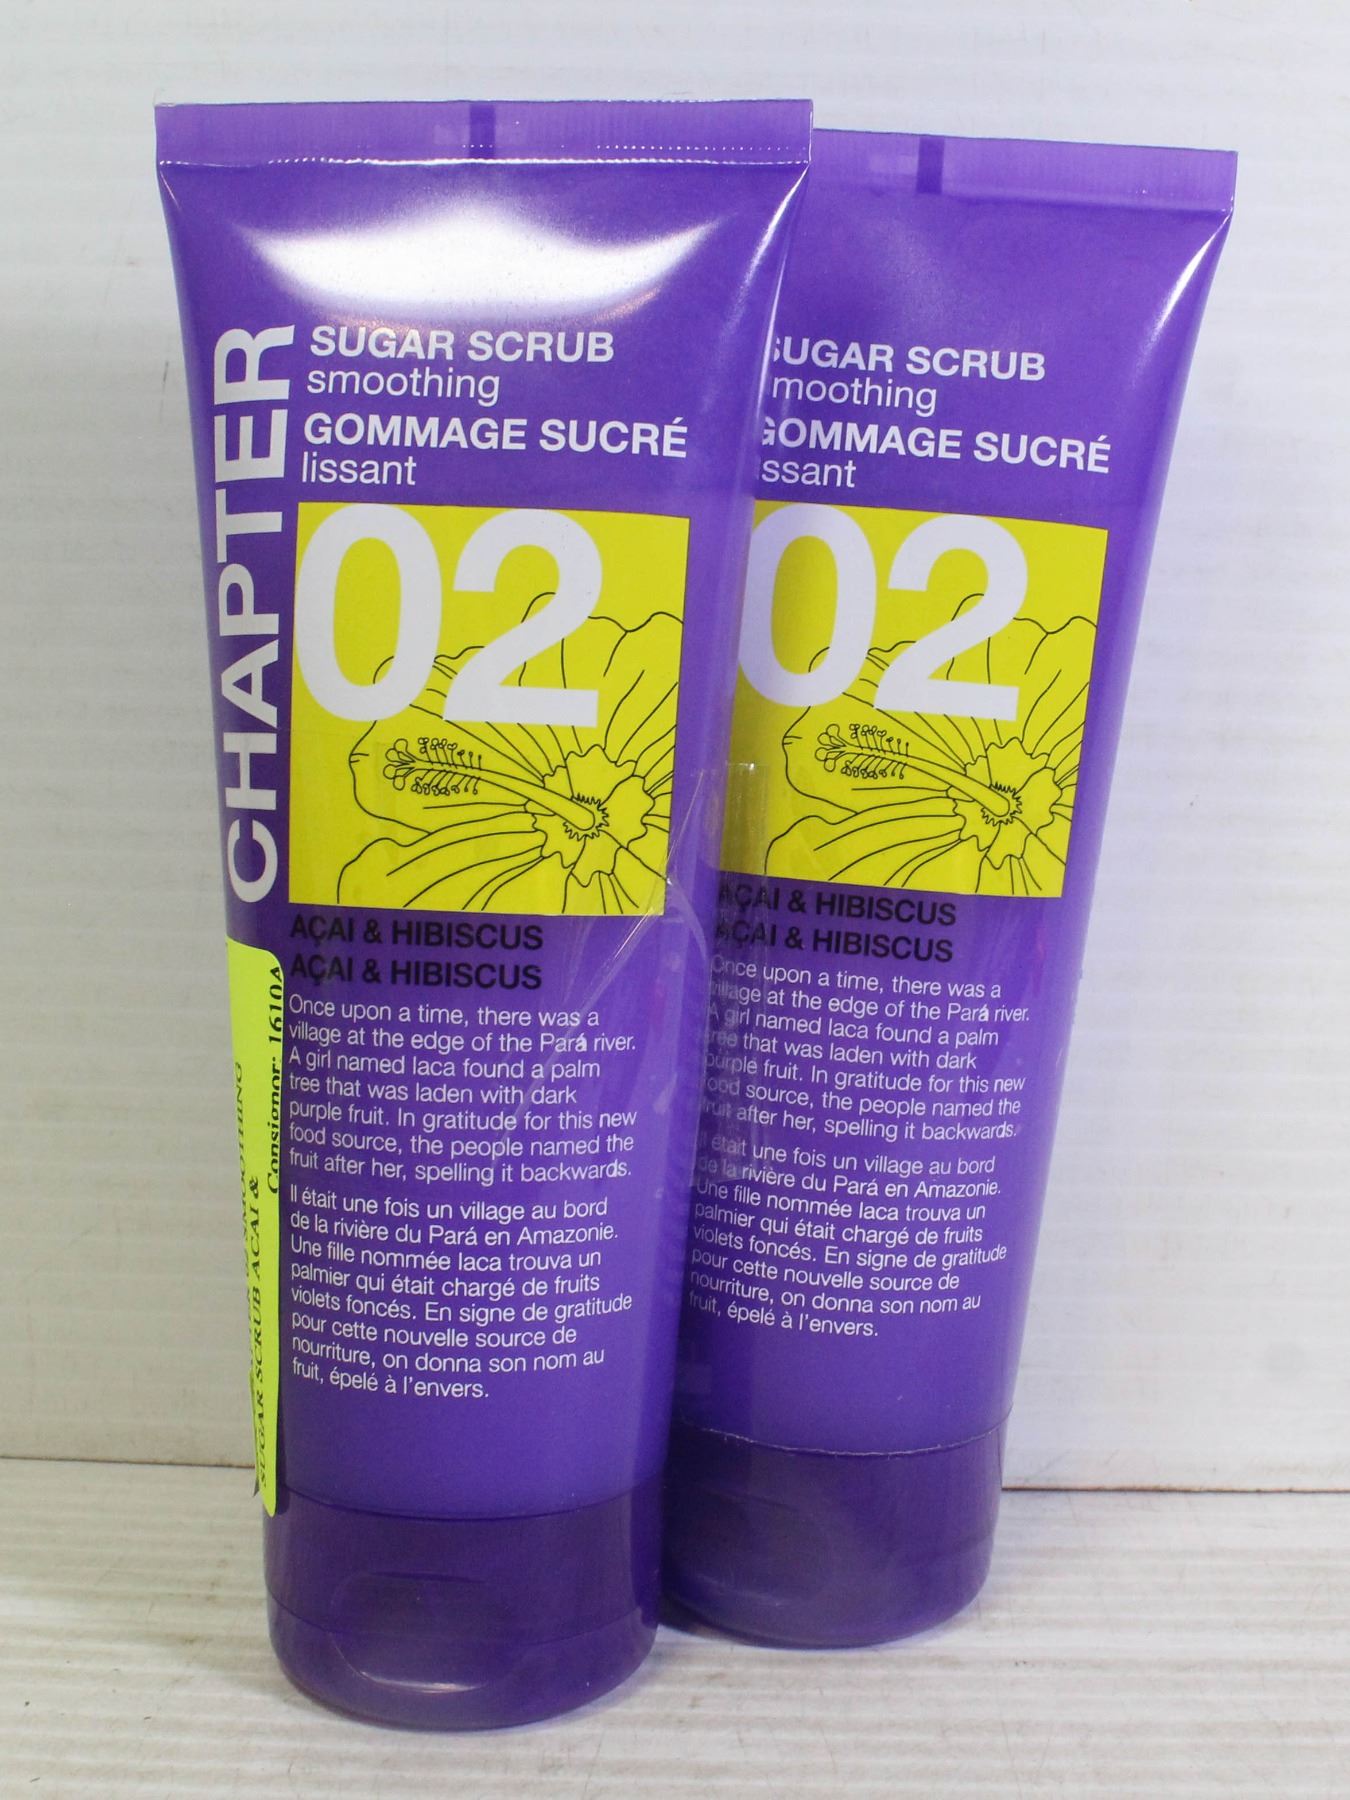 CHAPTER
SUGAR SCRUB
smoothing
GOMMAGE SUCRÉ
lissant
02
AÇAI & HIBISCUS
AÇAI & HIBISCUS
Once upon a time, there was a
village at the edge of the Pará river.
A girl named Iaca found a palm
tree that was laden with dark
purple fruit. In gratitude for this new
food source, the people named the
fruit after her, spelling it backwards.
Il était une fois un village au bord
de la rivière du Pará en Amazonie.
Une fille nommée Iaca trouva un
palmier qui était chargé de fruits
violets foncés. En signe de gratitude
pour cette nouvelle source de
nourriture, on donna son nom au
fruit, épelé à l'envers.
Consignor: 1610A
SMOOTHING
SUGAR SCRUB ACAI &
SUGAR SCRUB
moothing
GOMMAGE SUCRÉ
issant
02
AÇAI & HIBISCUS
AÇAI & HIBISCUS
Once upon a time, there was a
village at the edge of the Pará river.
A girl named Iaca found a palm
tree that was laden with dark
purple fruit. In gratitude for this new
food source, the people named the
fruit after her, spelling it backwards.
Il était une fois un village au bord
de la rivière du Pará en Amazonie.
Une fille nommée Iaca trouva un
palmier qui était chargé de fruits
violets foncés. En signe de gratitude
pour cette nouvelle source de
nourriture, on donna son nom au
fruit, épelé à l'envers.